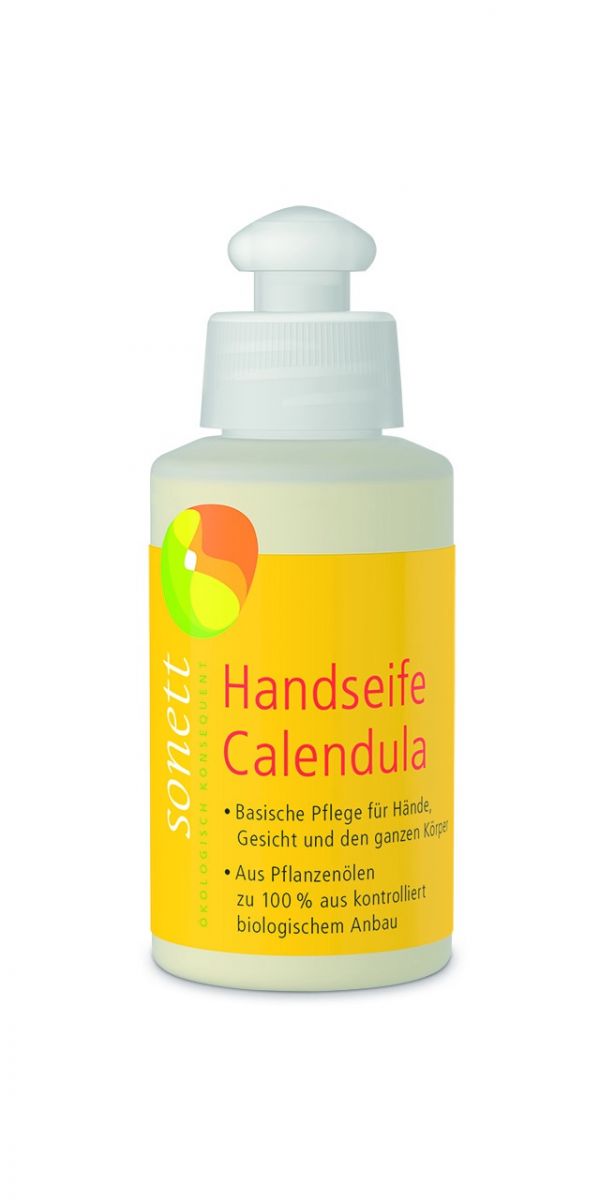 sonett
ÖKOLOGISCH KONSEQUENT
Handseife
Calendula
• Basische Pflege für Hände,
Gesicht und den ganzen Körper
• Aus Pflanzenölen
zu 100 % aus kontrolliert
biologischem Anbau